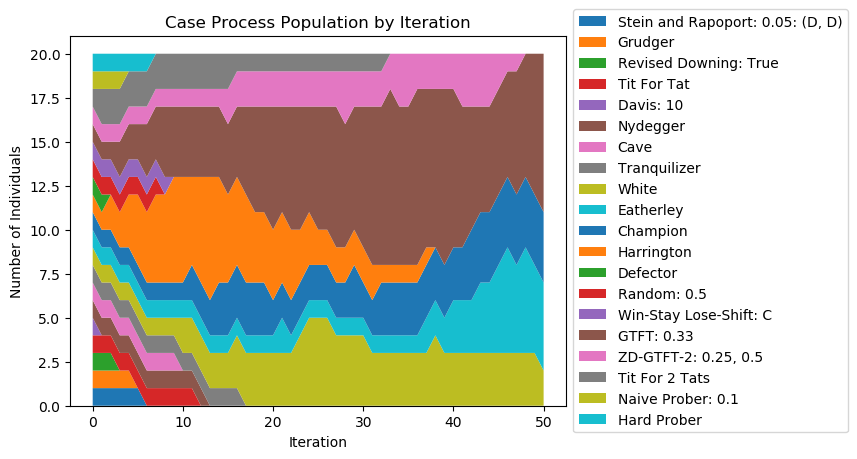 Case Process Population by Iteration
Number of Individuals
20.0
17.5
15.0
12.5
10.0
7.5
5.0
2.5
0.0
0
10
20
30
40
50
Iteration
Stein and Rapoport: 0.05: (D, D)
Grudger
Revised Downing: True
Tit For Tat
Davis: 10
Nydegger
Cave
Tranquilizer
White
Eatherley
Champion
Harrington
Defector
Random: 0.5
Win-Stay Lose-Shift: C
GTFT: 0.33
ZD-GTFT-2: 0.25, 0.5
Tit For 2 Tats
Naive Prober: 0.1
Hard Prober